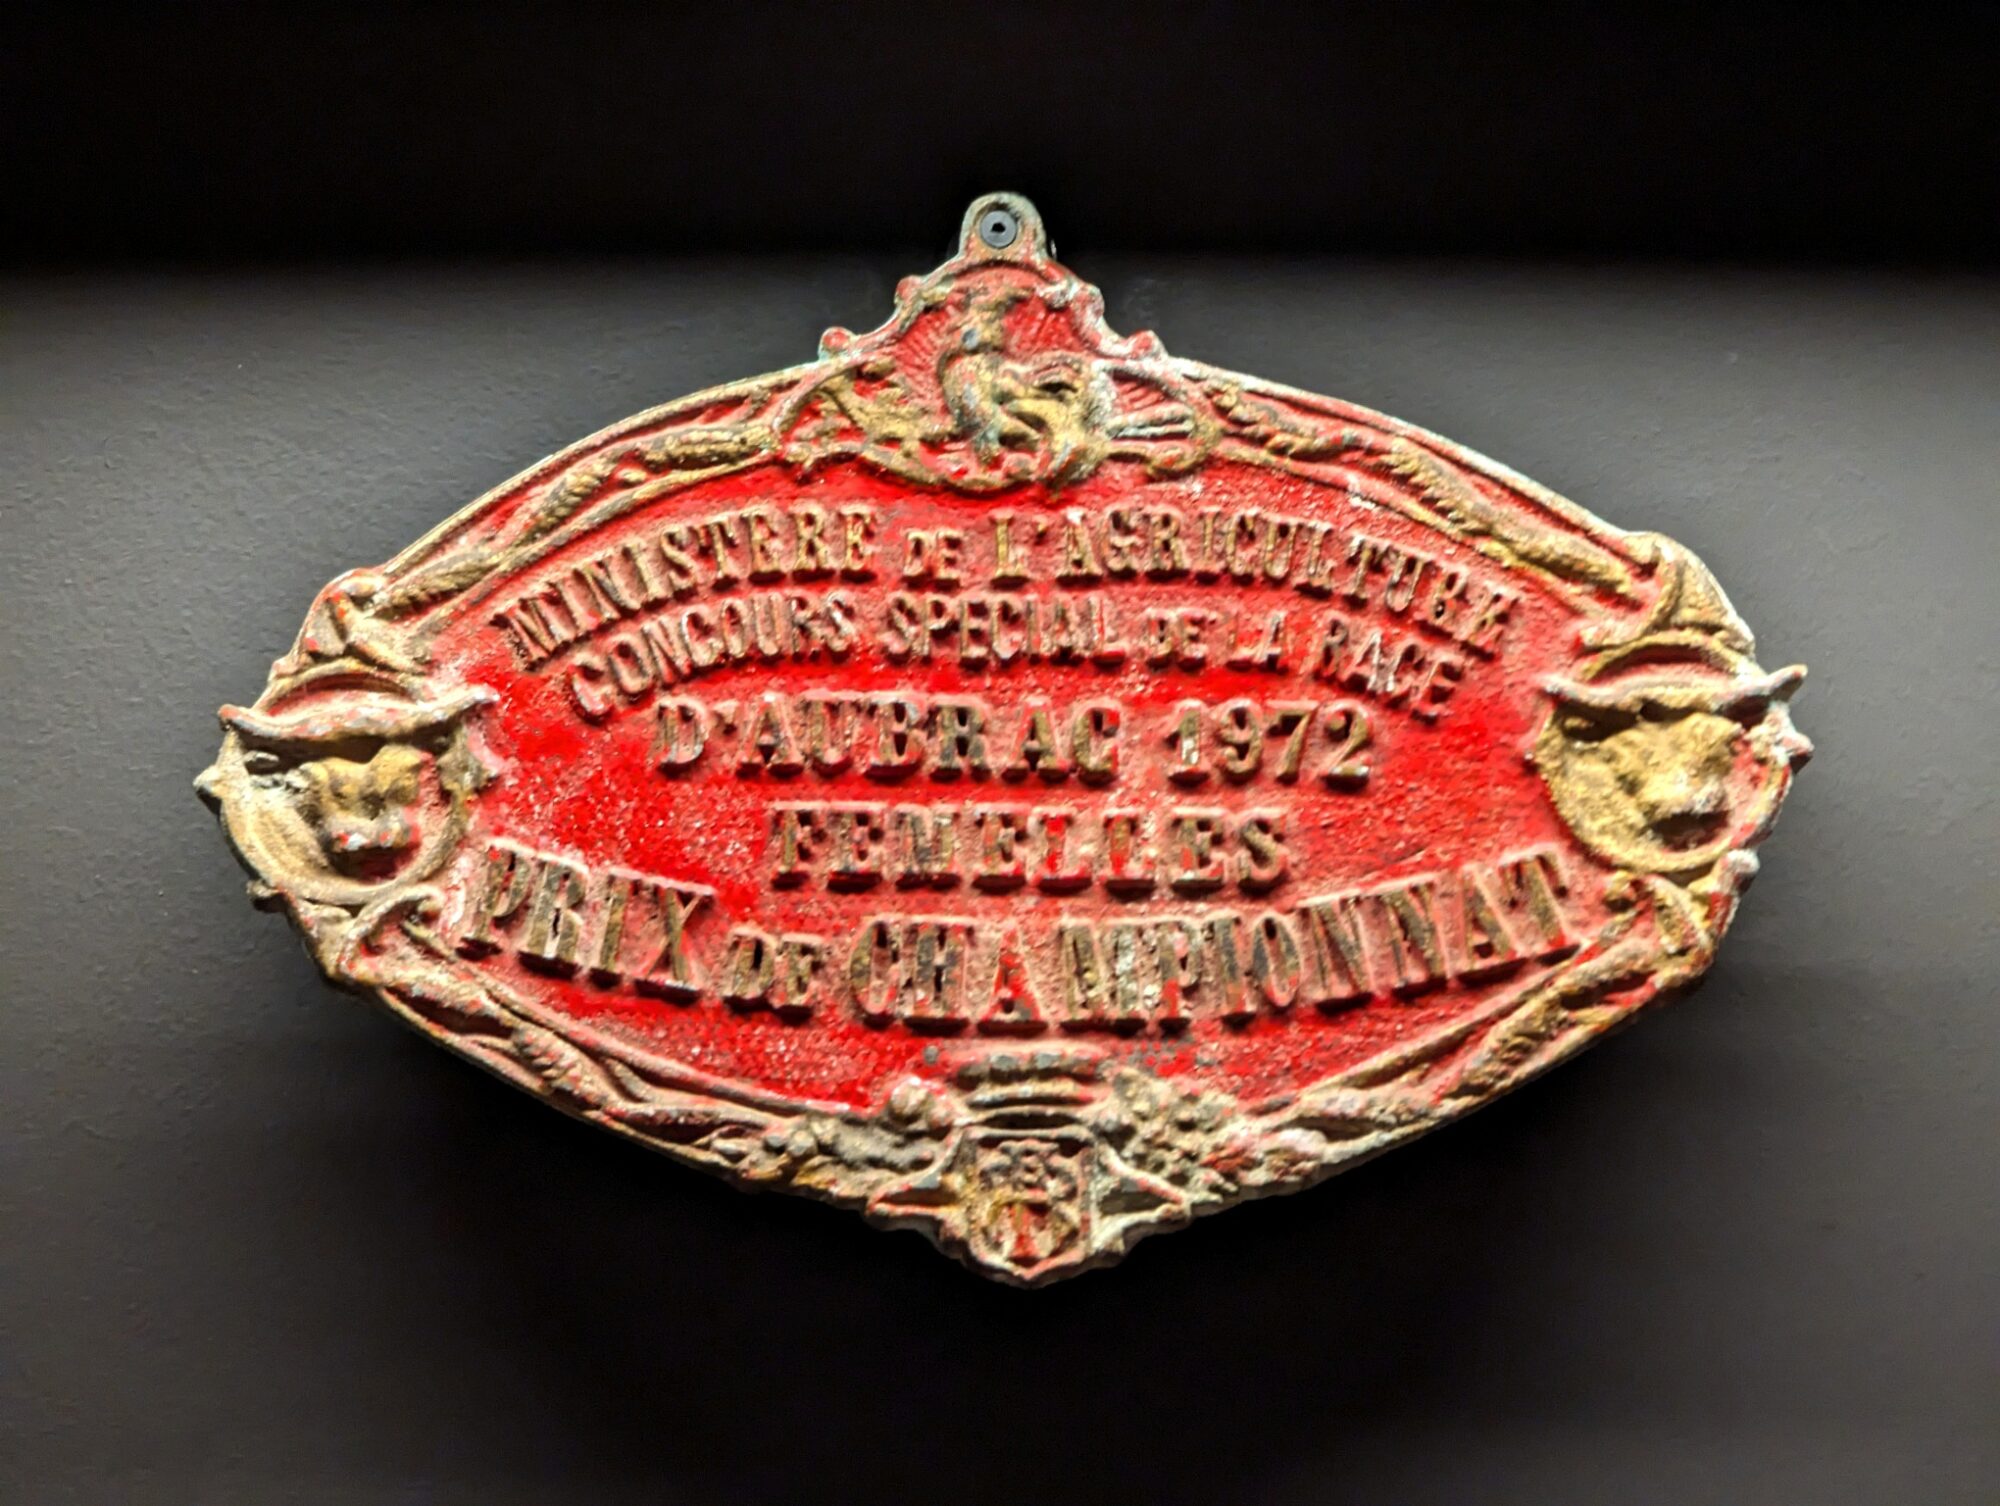 MINISTERE DE L'AGRICULTURE
CONCOURS SPECIAL DE LA RACE
D'AUBRAC 1972
FEMELLES
PRIX DE CHAMPIONNAT